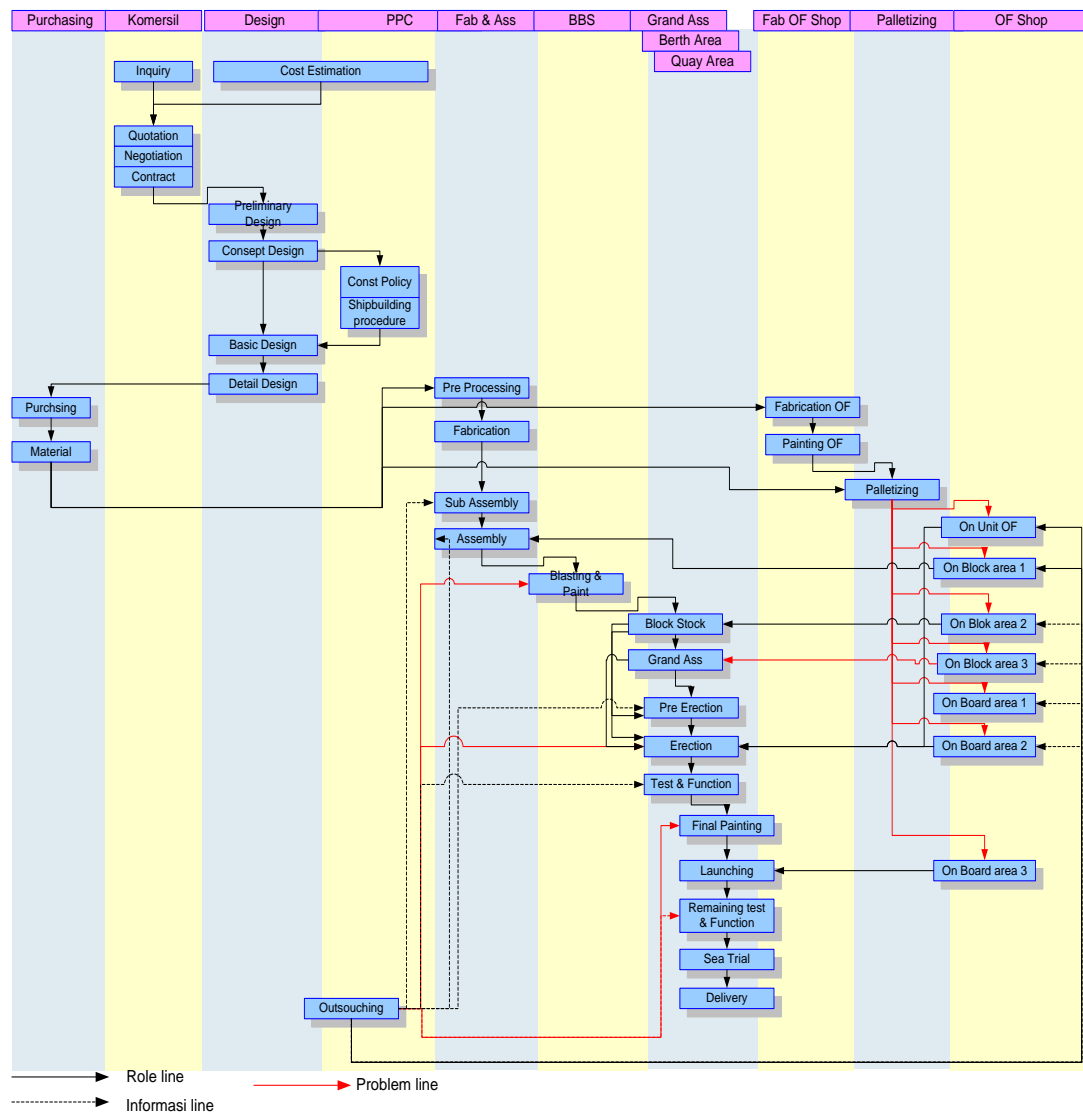 Purchasing
Komersil
Design
PPC
Fab & Ass
BBS
Grand Ass
Fab OF Shop
Palletizing
OF Shop
Berth Area
Quay Area
Inquiry
Cost Estimation
Quotation
Negotiation
Contract
Preliminary
Design
Consept Design
Const Policy
Shipbuilding
procedure
Basic Design
Detail Design
Pre Processing
Purchsing
Fabrication OF
Fabrication
Painting OF
Material
Palletizing
Sub Assembly
On Unit OF
Assembly
On Block area 1
Blasting &
Paint
Block Stock
On Blok area 2
Grand Ass
On Block area 3
Pre Erection
On Board area 1
Erection
On Board area 2
Test & Function
Final Painting
Launching
On Board area 3
Remaining test
& Function
Sea Trial
Delivery
Outsouching
Role line
Problem line
Informasi line